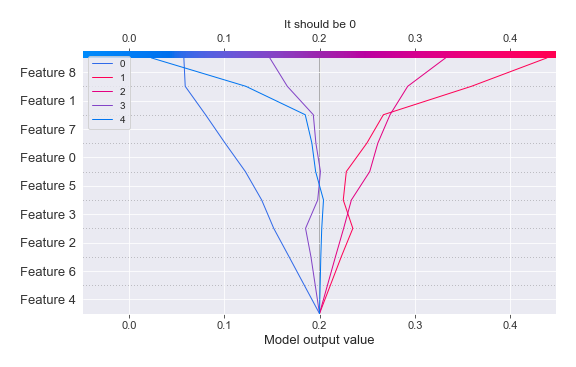 It should be 0
0.0 0.1 0.2 0.3 0.4
0
1
2
3
4
Feature 8
Feature 1
Feature 7
Feature 0
Feature 5
Feature 3
Feature 2
Feature 6
Feature 4
0.0 0.1 0.2 0.3 0.4
Model output value